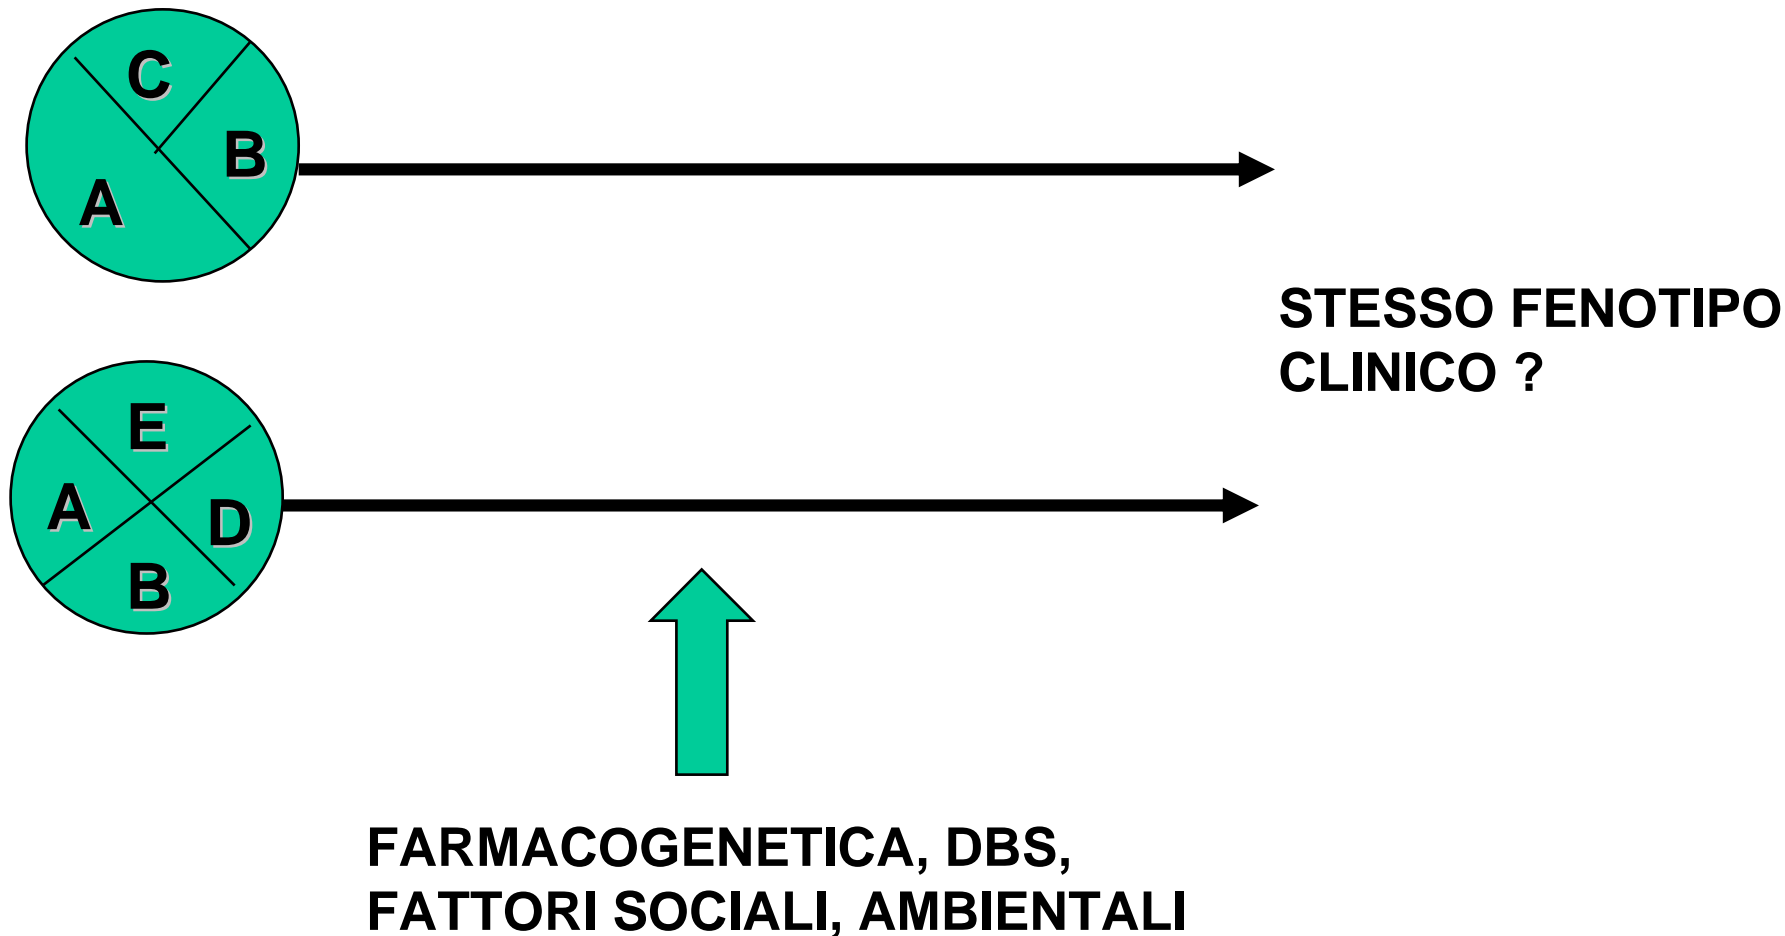 C
B
A
STESSO FENOTIPO
CLINICO ?
E
A
D
B
FARMACOGENETICA, DBS,
FATTORI SOCIALI, AMBIENTALI